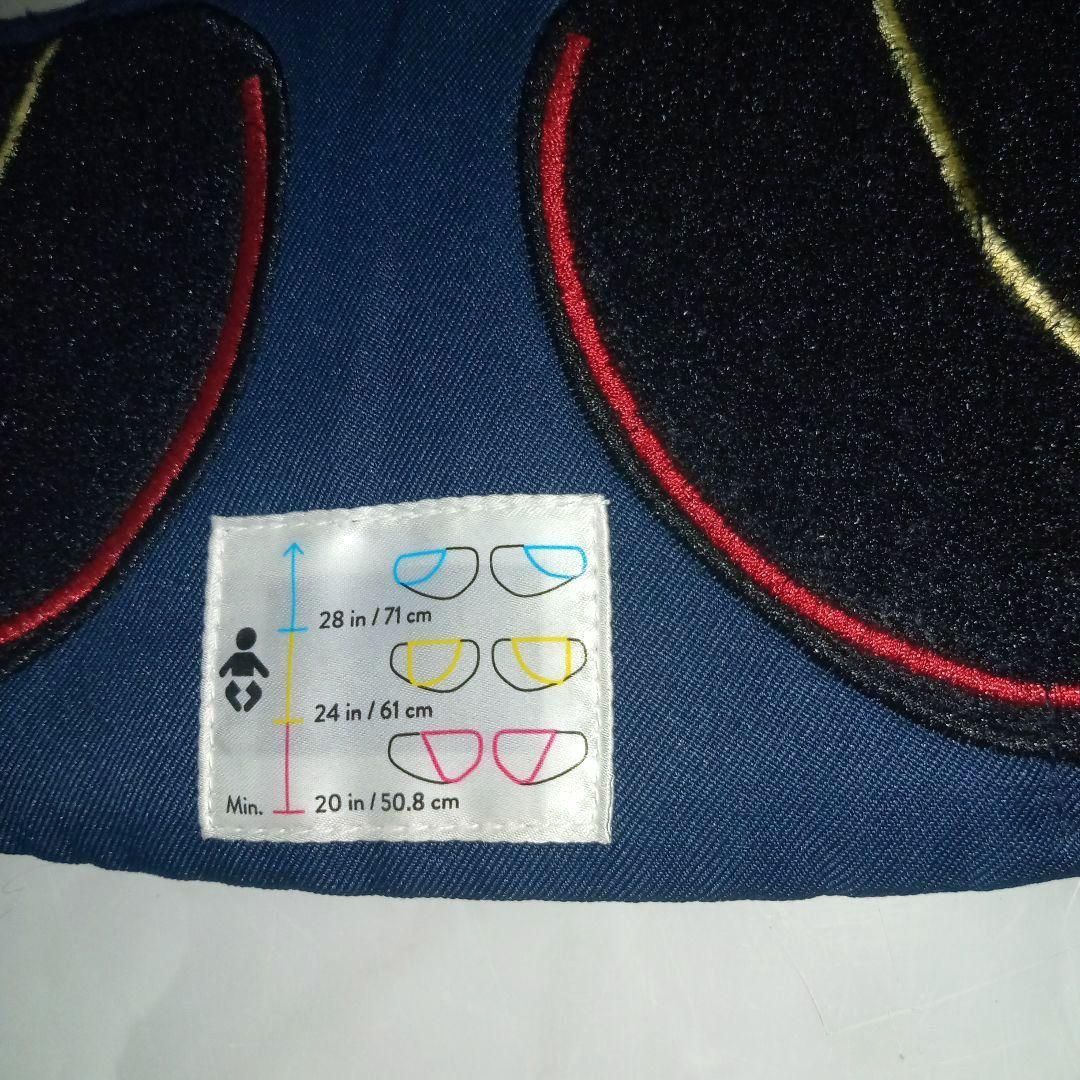 28 in / 71 cm
24 in / 61 cm
Min. 20 in / 50.8 cm